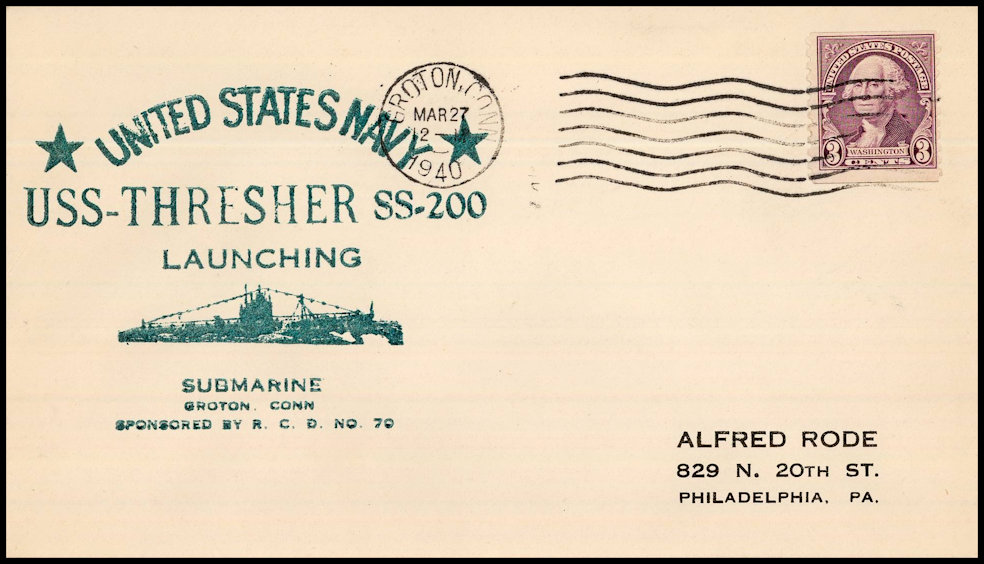 UNITED STATES NAVY
USS-THRESHER SS-200
LAUNCHING
SUBMARINE
GROTON. CONN
SPONSORED BY R. C. D. NO. 70
GROTON, CONN
MAR 27
1940
UNITED STATES POSTAGE
WASHINGTON
3 CENTS 3
ALFRED RODE
829 N. 20TH ST.
PHILADELPHIA, PA.